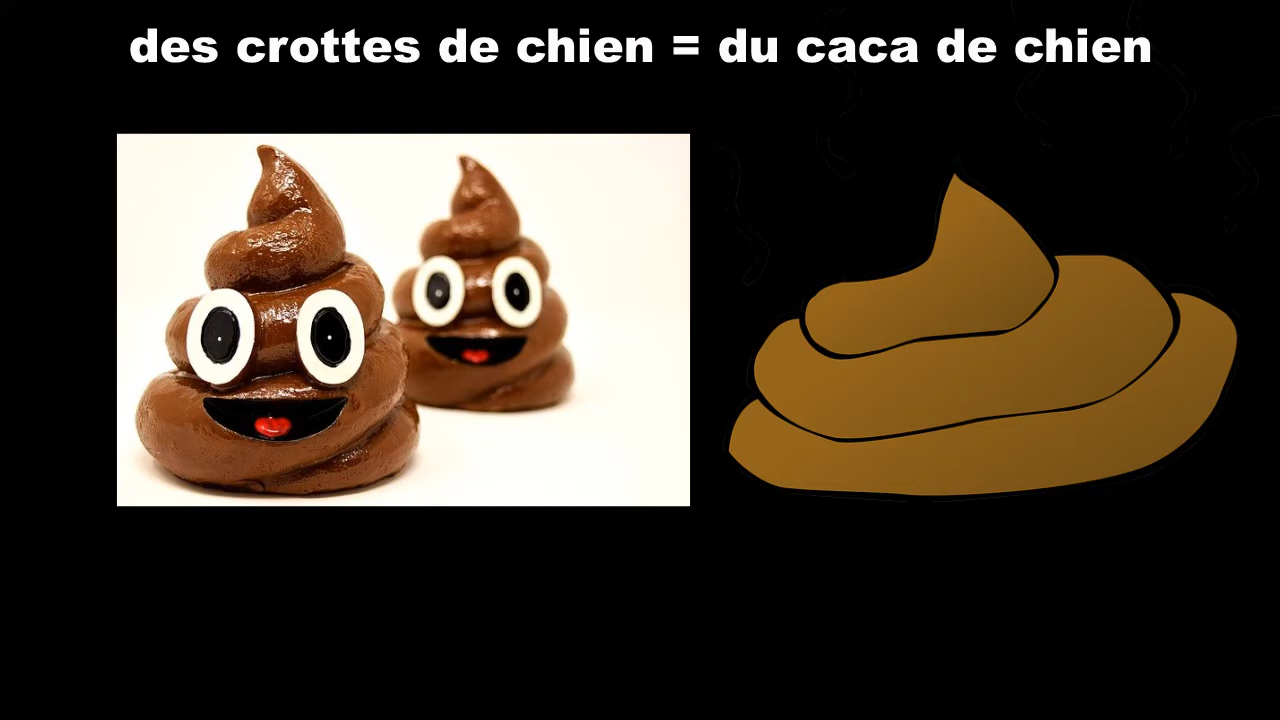 des crottes de chien = du caca de chien